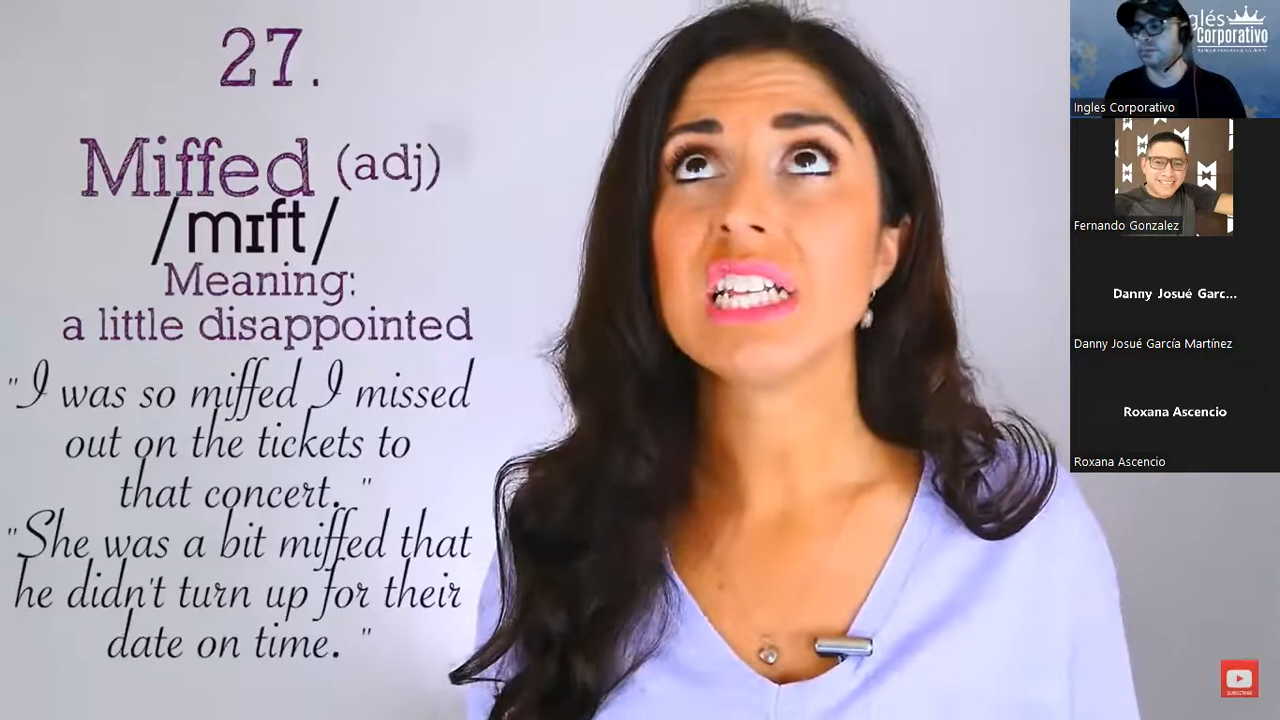 27.
Miffed (adj)
/mɪft/
Meaning:
a little disappointed
"I was so miffed I missed
out on the tickets to
that concert. "
"She was a bit miffed that
he didn't turn up for their
date on time. "
glés
Corporativo
Ingles Corporativo
Fernando Gonzalez
Danny Josué Garc...
Danny Josué García Martínez
Roxana Ascencio
Roxana Ascencio
SUBSCRIBE